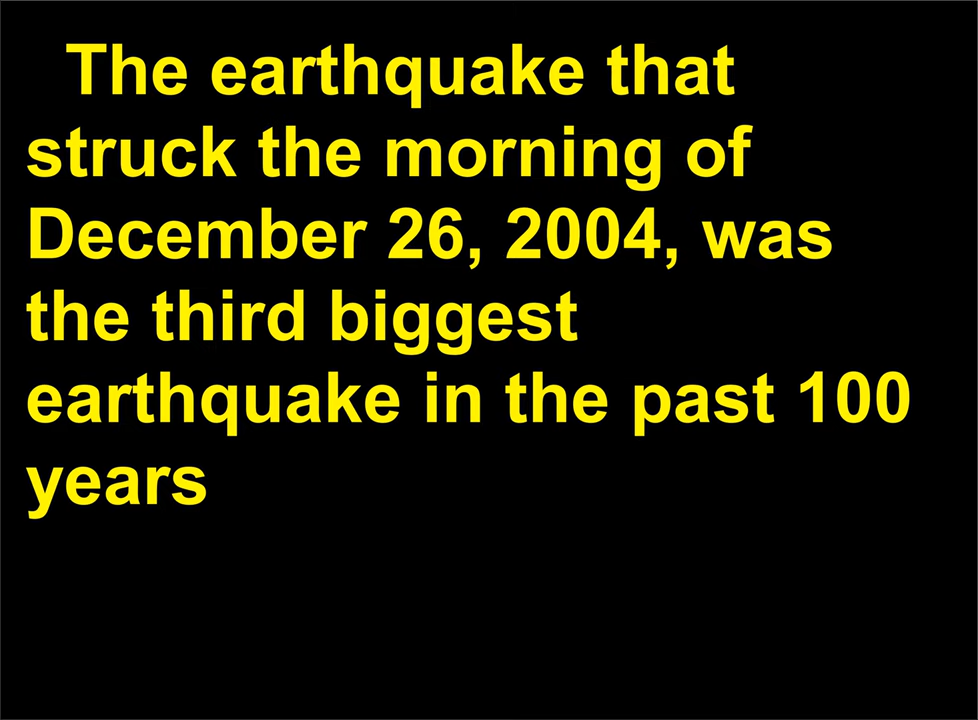 The earthquake that
struck the morning of
December 26, 2004, was
the third biggest
earthquake in the past 100
years